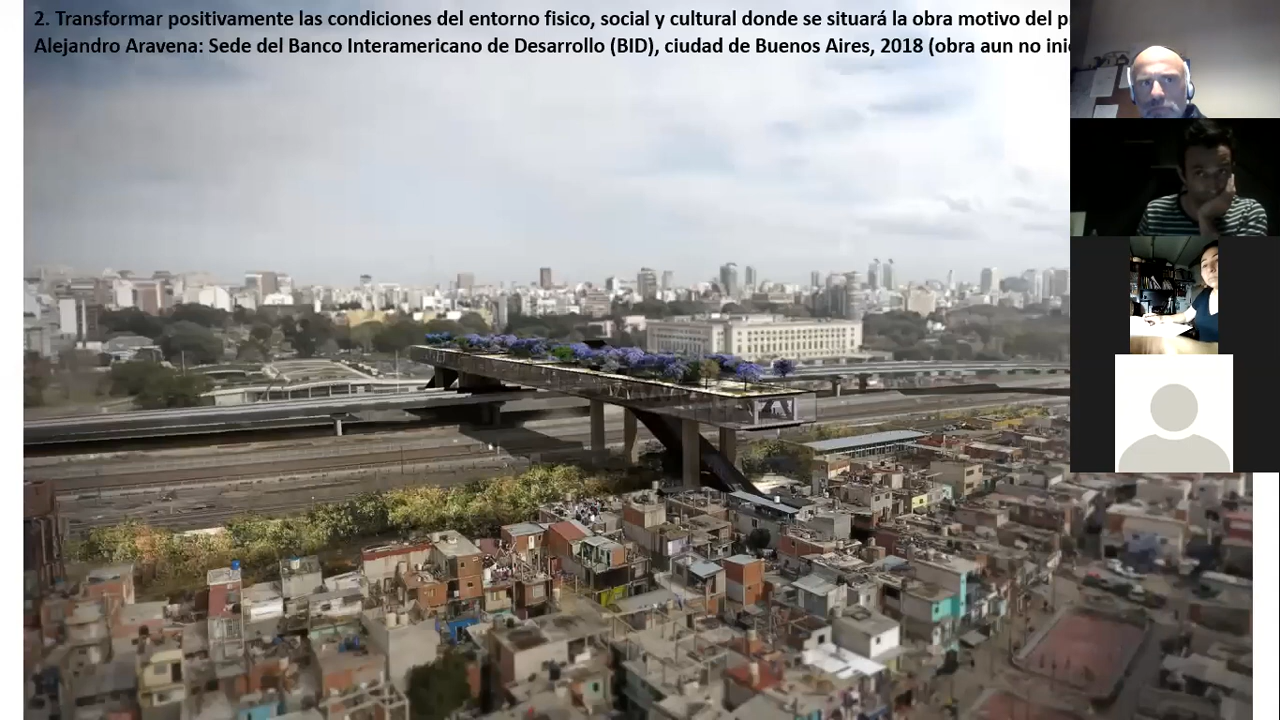 2. Transformar positivamente las condiciones del entorno fisico, social y cultural donde se situará la obra motivo del
Alejandro Aravena: Sede del Banco Interamericano de Desarrollo (BID), ciudad de Buenos Aires, 2018 (obra aun no